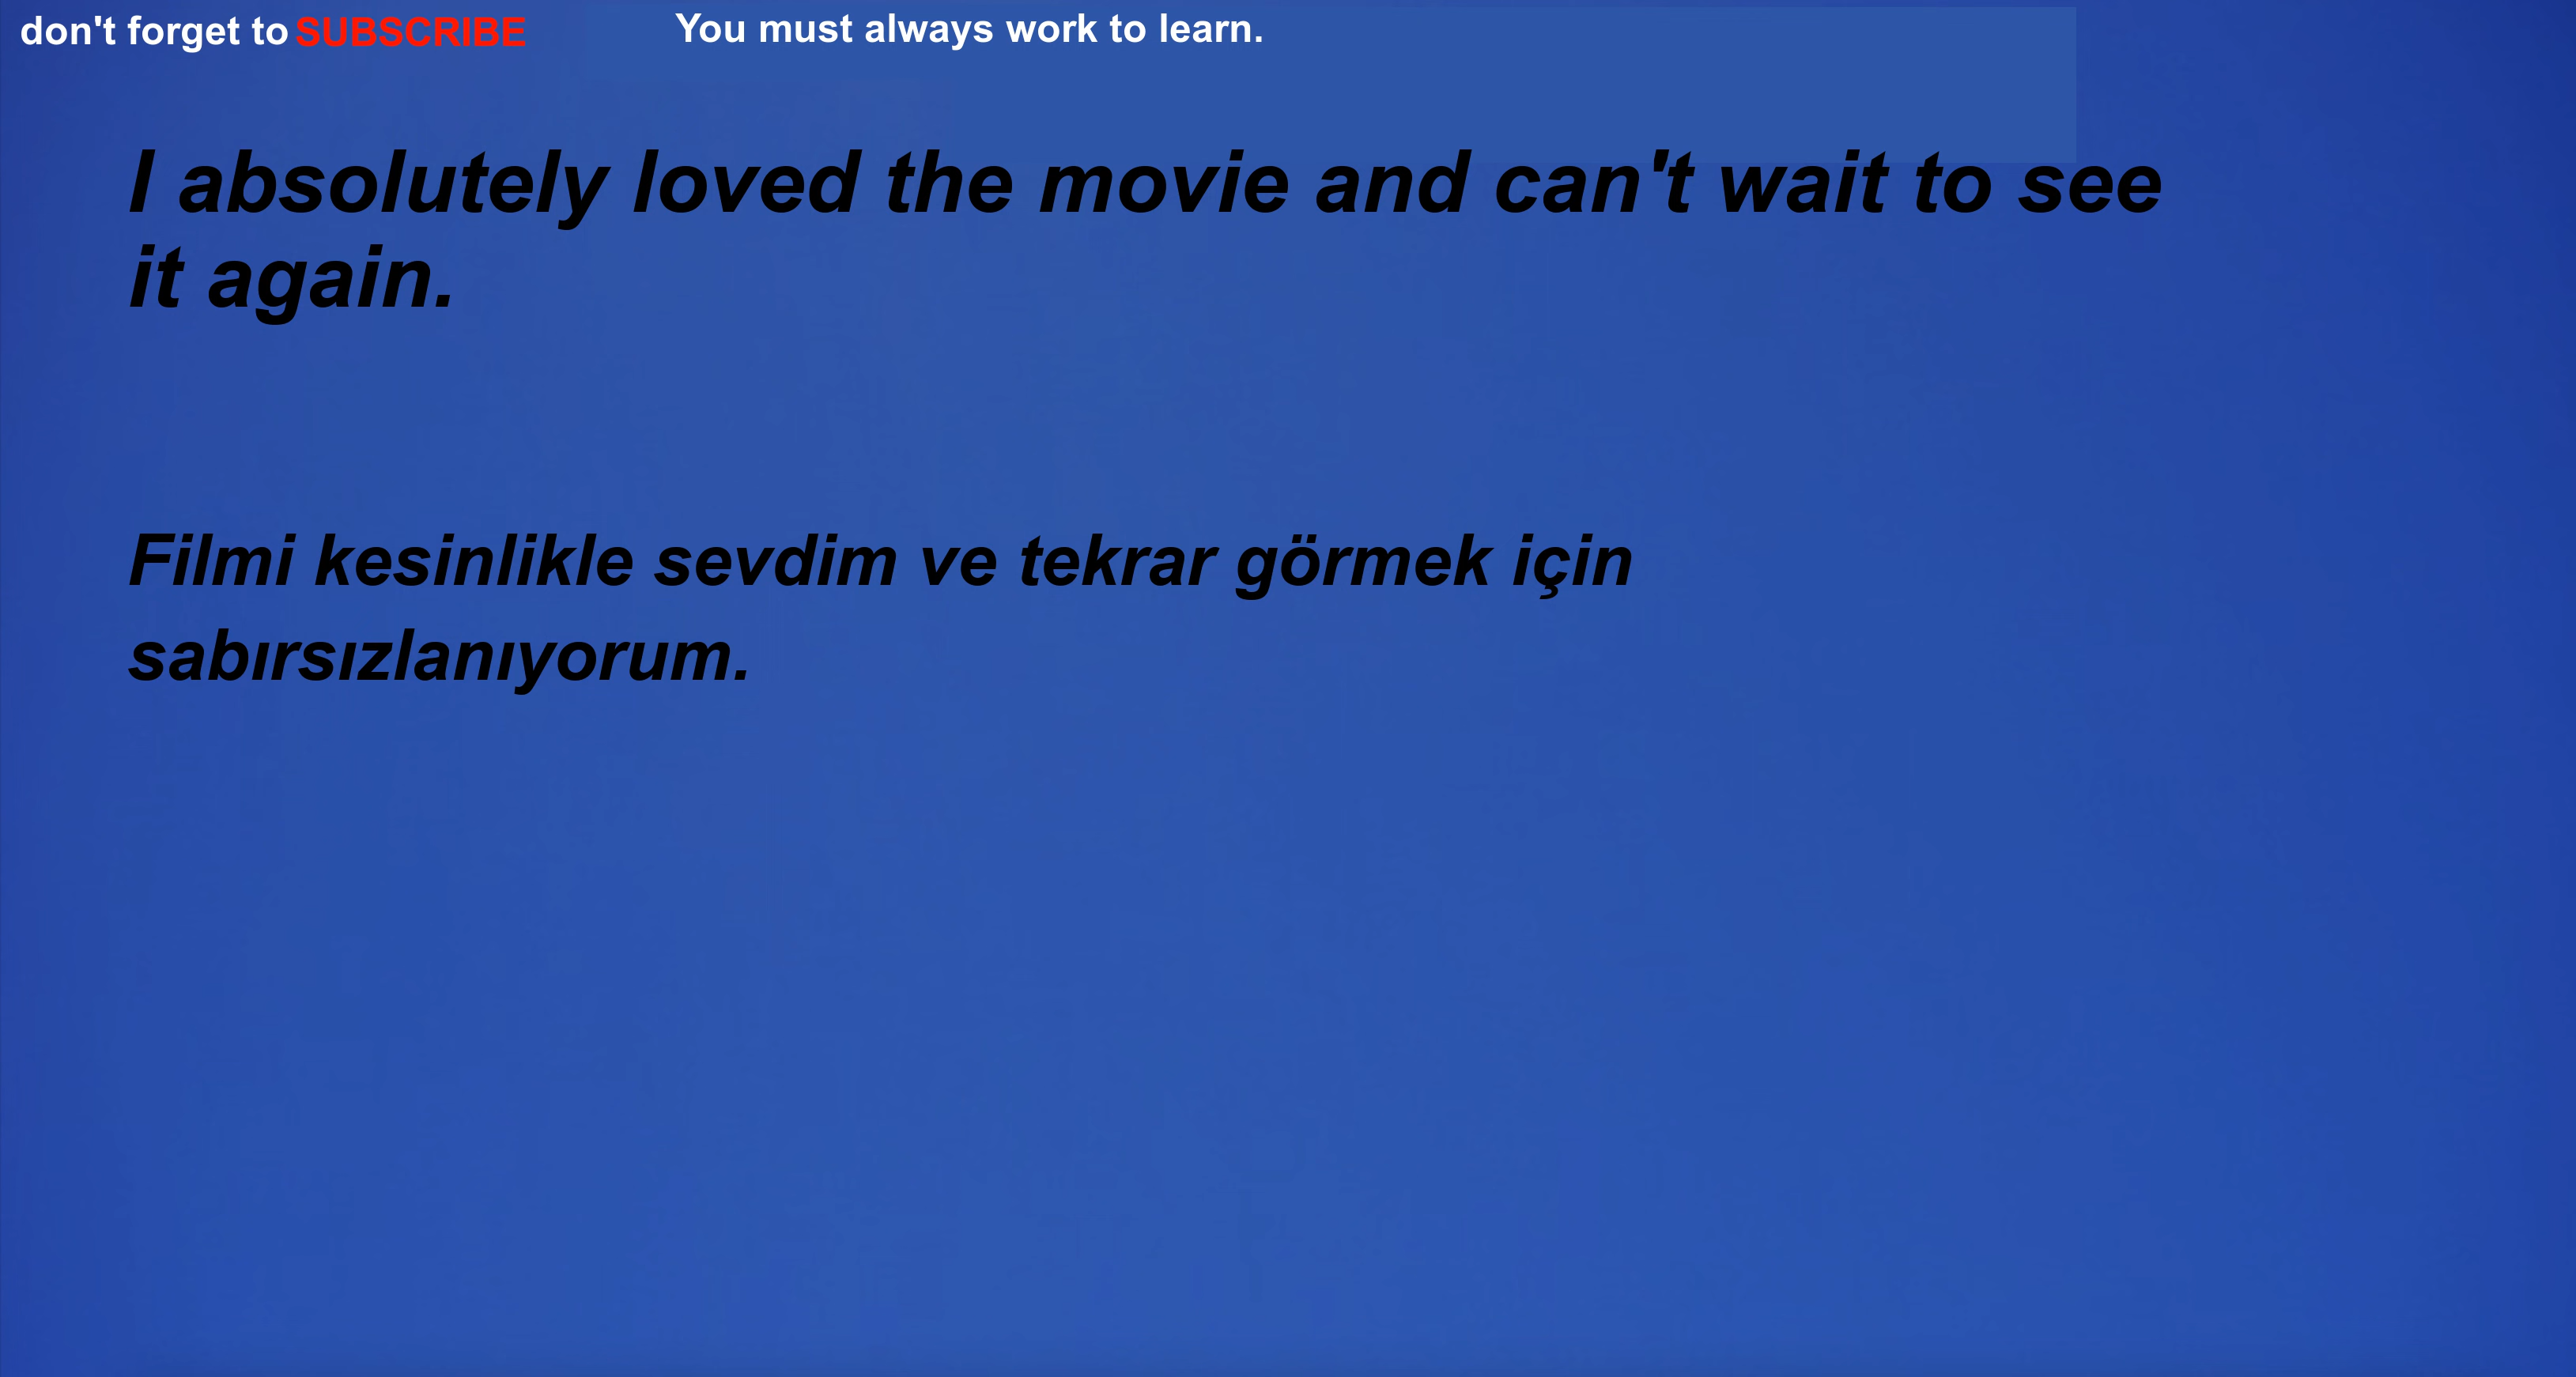 don't forget to SUBSCRIBE You must always work to learn.
I absolutely loved the movie and can't wait to see
it again.
Filmi kesinlikle sevdim ve tekrar görmek için
sabırsızlanıyorum.